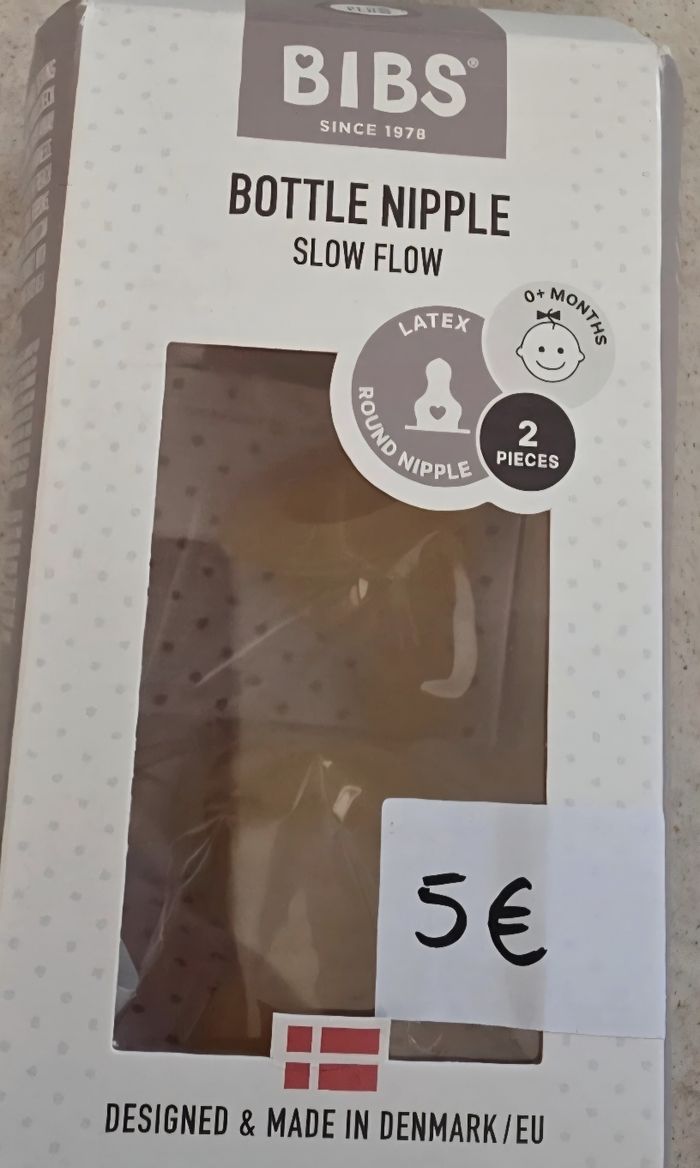 BIBS®
SINCE 1978
BOTTLE NIPPLE
SLOW FLOW
0+ MONTHS
LATEX
ROUND NIPPLE
2
PIECES
5€
DESIGNED & MADE IN DENMARK/EU